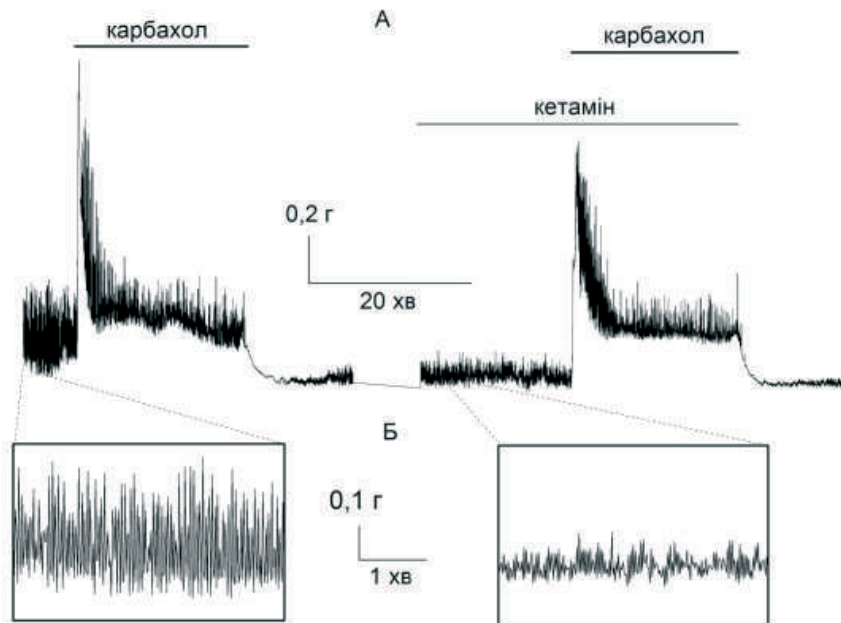 А
карбахол
карбахол
кетамін
0,2 г
20 хв
Б
0,1 г
1 хв